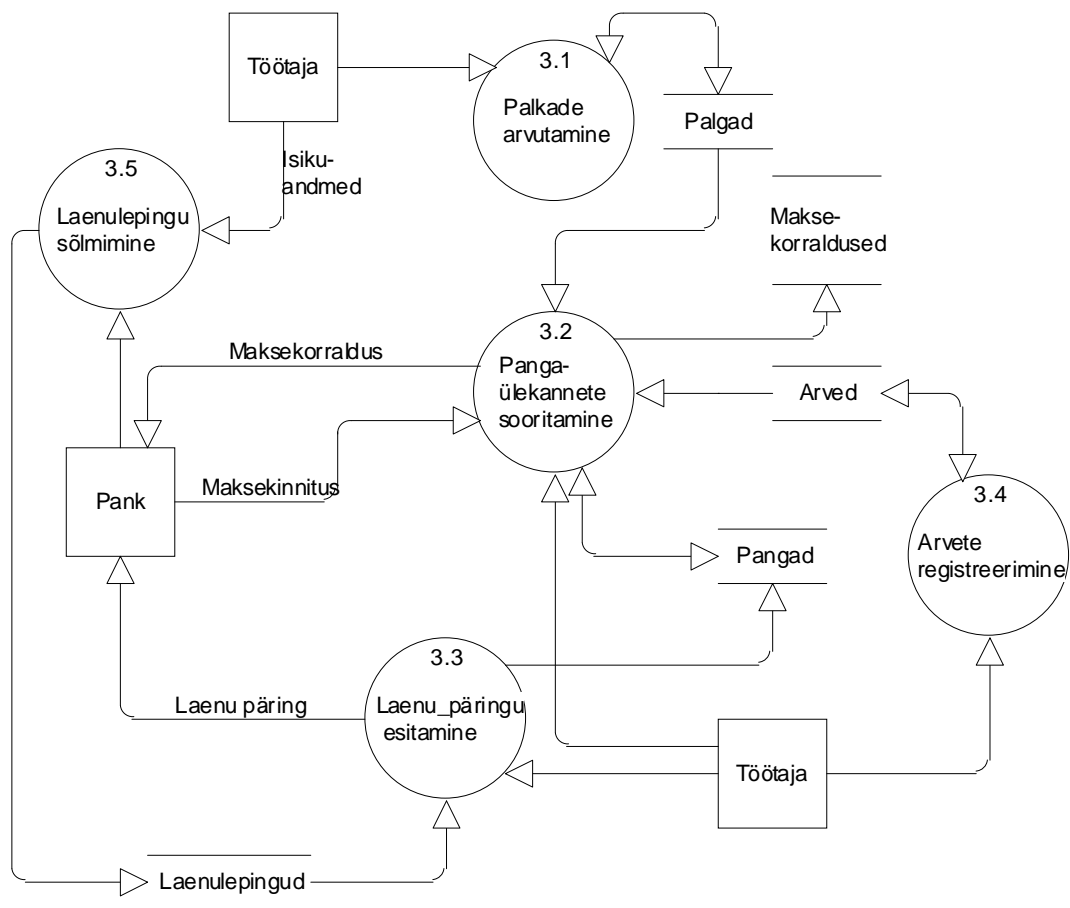 Töötaja
3.1
Palkade
arvutamine
Palgad
Isiku-
andmed
3.5
Laenulepingu
sõlmimine
Makse-
korraldused
3.2
Panga-
ülekannete
sooritamine
Maksekorraldus
Arved
Pank
Maksekinnitus
3.4
Arvete
registreerimine
Pangad
3.3
Laenu_päringu
esitamine
Laenu päring
Töötaja
Laenulepingud